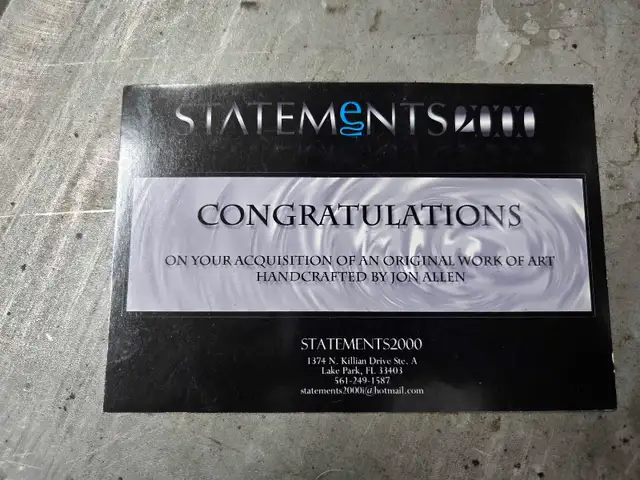 STATEMeNTS2000
CONGRATULATIONS
ON YOUR ACQUISITION OF AN ORIGINAL WORK OF ART
HANDCRAFTED BY JON ALLEN
STATEMENTS2000
1374 N. Killian Drive Ste. A
Lake Park, FL 33403
561-249-1587
statements2000i@hotmail.com